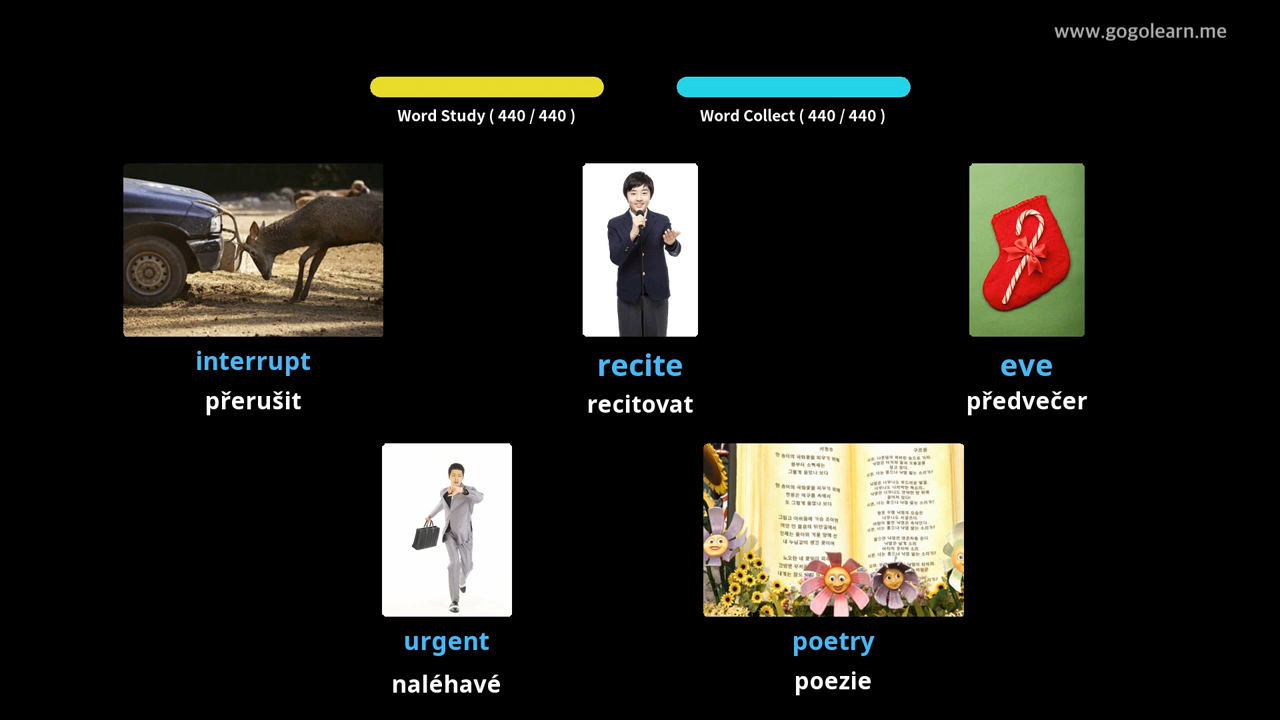 www.gogolearn.me
Word Study ( 440 / 440 )
Word Collect ( 440 / 440 )
interrupt
přerušit
recite
recitovat
eve
předvečer
urgent
naléhavé
poetry
poezie